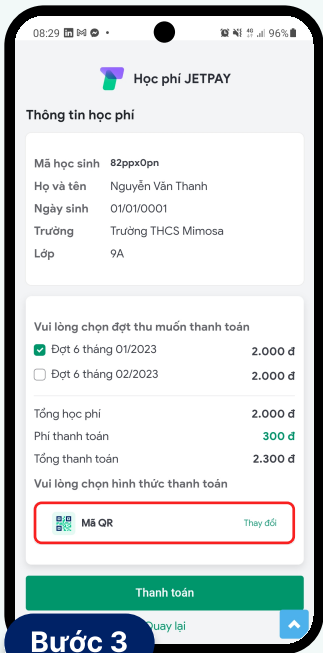 08:29 96%
Học phí JETPAY
Thông tin học phí
Mã học sinh 82ppx0pn
Họ và tên Nguyễn Văn Thanh
Ngày sinh 01/01/0001
Trường Trường THCS Mimosa
Lớp 9A
Vui lòng chọn đợt thu muốn thanh toán
Đợt 6 tháng 01/2023 2.000 đ
Đợt 6 tháng 02/2023 2.000 đ
Tổng học phí 2.000 đ
Phí thanh toán 300 đ
Tổng thanh toán 2.300 đ
Vui lòng chọn hình thức thanh toán
Mã QR Thay đổi
Thanh toán
Quay lại
Bước 3